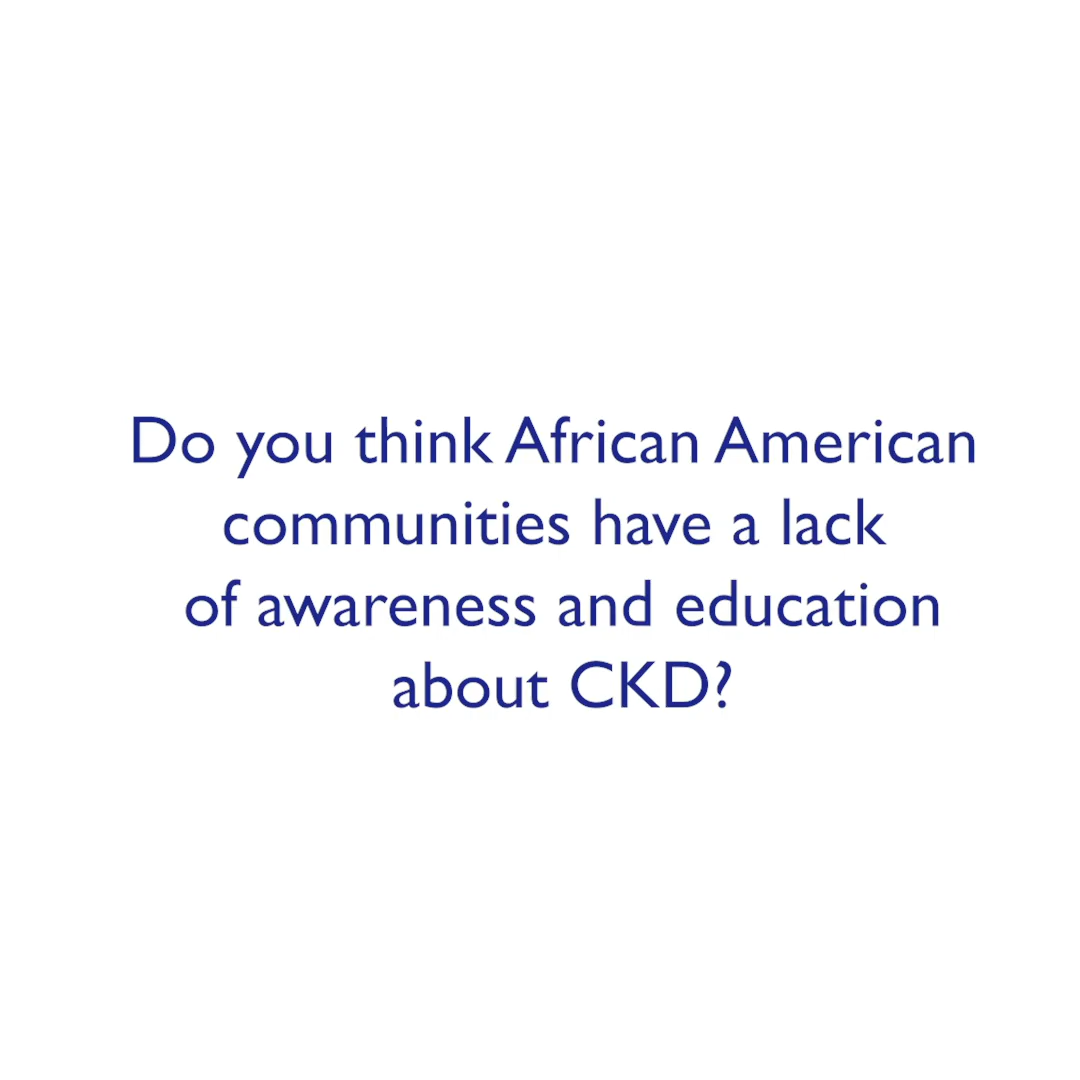 Do you think African American
communities have a lack
of awareness and education
about CKD?